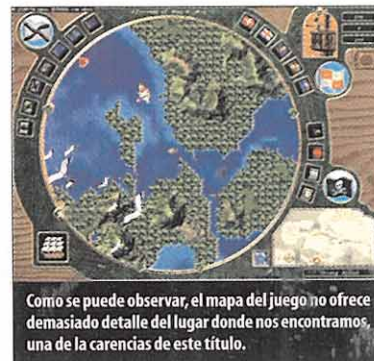 Como se puede observar, el mapa del juego no ofrece
demasiado detalle del lugar donde nos encontramos,
una de la carencias de este título.